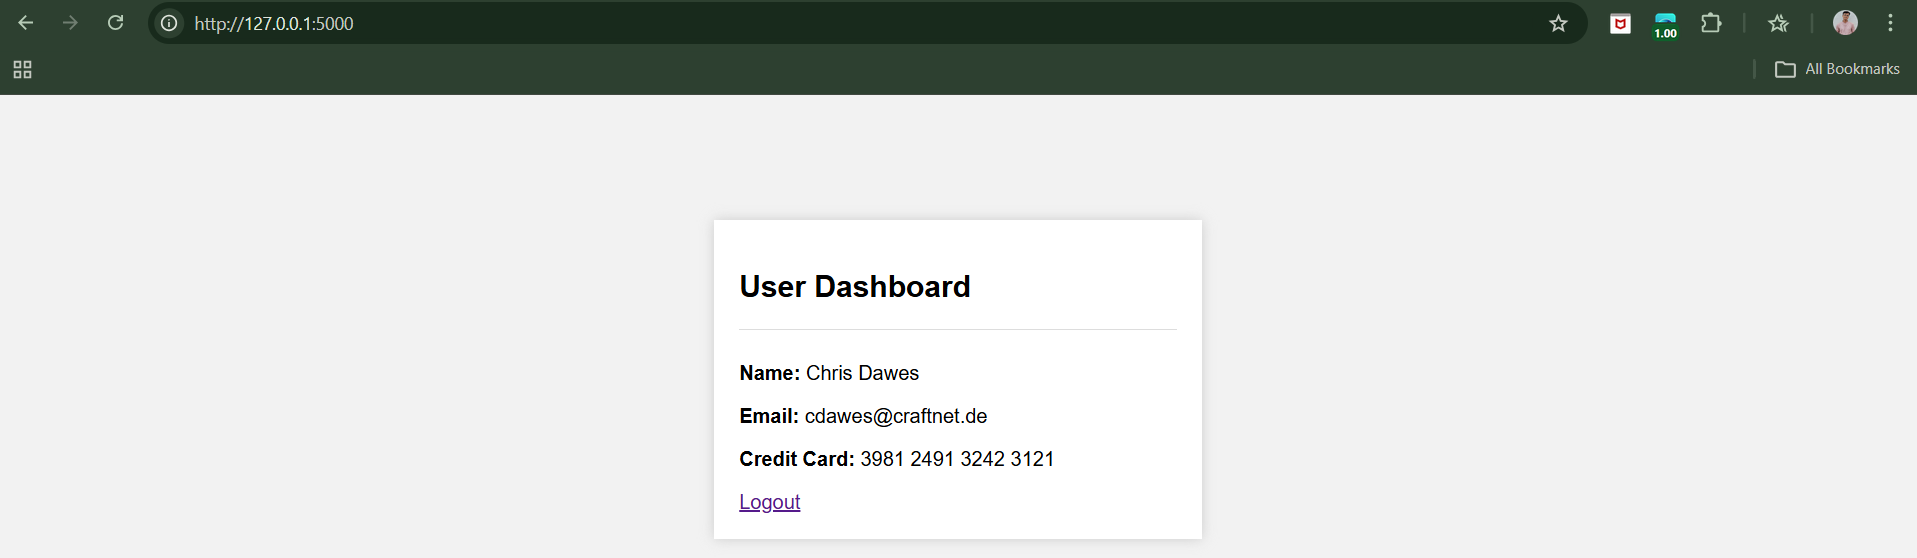 http://127.0.0.1:5000
1.00
All Bookmarks
User Dashboard
Name: Chris Dawes
Email: cdawes@craftnet.de
Credit Card: 3981 2491 3242 3121
Logout